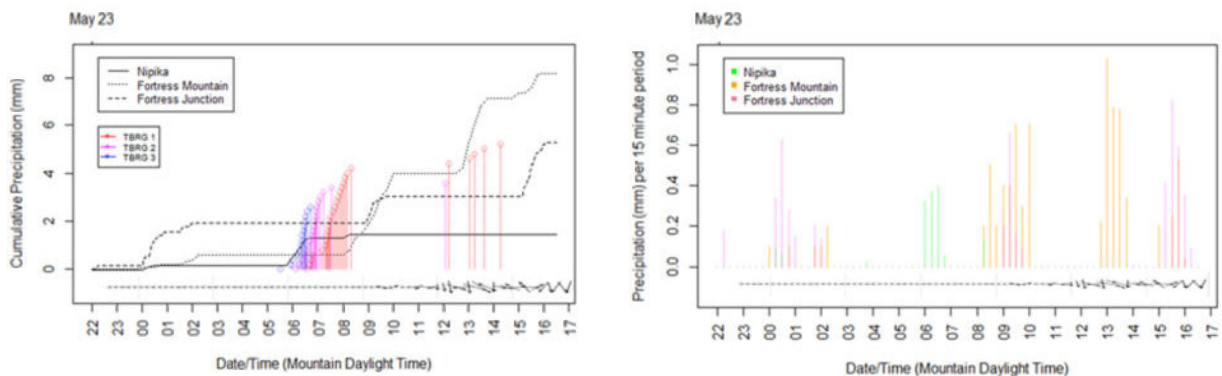 May 23
Cumulative Precipitation (mm)
8
6
4
2
0
Nipika
Fortress Mountain
Fortress Junction
TBRG 1
TBRG 2
TBRG 3
22 23 00 01 02 03 04 05 06 07 08 09 10 11 12 13 14 15 16 17
Date/Time (Mountain Daylight Time)
May 23
Precipitation (mm) per 15 minute period
1.0
0.8
0.6
0.4
0.2
0.0
Nipika
Fortress Mountain
Fortress Junction
22 23 00 01 02 03 04 05 06 07 08 09 10 11 12 13 14 15 16 17
Date/Time (Mountain Daylight Time)